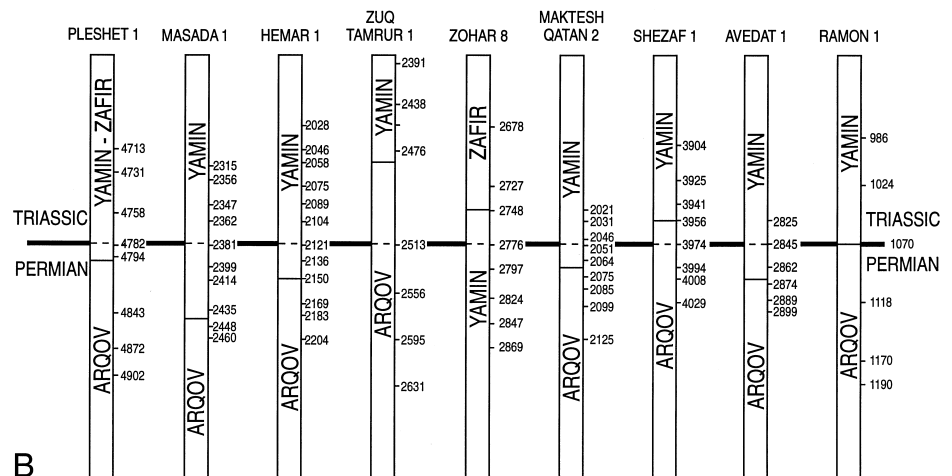 PLESHET 1
MASADA 1
HEMAR 1
ZUQ
TAMRUR 1
ZOHAR 8
MAKTESH
QATAN 2
SHEZAF 1
AVEDAT 1
RAMON 1
TRIASSIC
PERMIAN
YAMIN - ZAFIR
ARQOV
4713
4731
4758
4782
4794
4843
4872
4902
YAMIN
ARQOV
2315
2356
2347
2362
2381
2399
2414
2435
2448
2460
YAMIN
ARQOV
2028
2046
2058
2075
2089
2104
2121
2136
2150
2169
2183
2204
YAMIN
ARQOV
2391
2438
2476
2513
2556
2595
2631
ZAFIR
YAMIN
2678
2727
2748
2776
2797
2824
2847
2869
YAMIN
ARQOV
2021
2031
2046
2051
2064
2075
2085
2099
2125
YAMIN
ARQOV
3904
3925
3941
3956
3974
3994
4008
4029
YAMIN
ARQOV
2825
2845
2862
2874
2889
2899
YAMIN
ARQOV
986
1024
1070
1118
1170
1190
TRIASSIC
PERMIAN
B